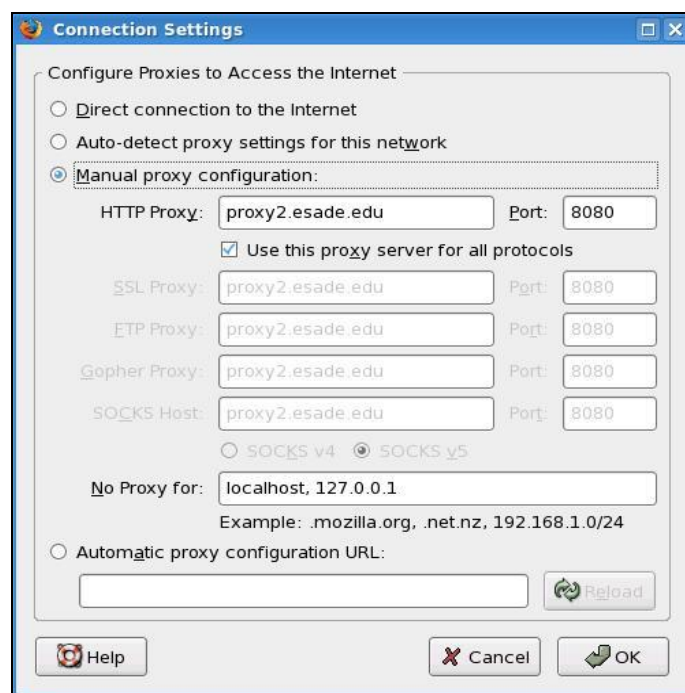 Connection Settings
Configure Proxies to Access the Internet
Direct connection to the Internet
Auto-detect proxy settings for this network
Manual proxy configuration:
HTTP Proxy: proxy2.esade.edu Port: 8080
Use this proxy server for all protocols
SSL Proxy: proxy2.esade.edu Port: 8080
FTP Proxy: proxy2.esade.edu Port: 8080
Gopher Proxy: proxy2.esade.edu Port: 8080
SOCKS Host: proxy2.esade.edu Port: 8080
SOCKS v4 SOCKS v5
No Proxy for: localhost, 127.0.0.1
Example: .mozilla.org, .net.nz, 192.168.1.0/24
Automatic proxy configuration URL:
Reload
Help Cancel OK